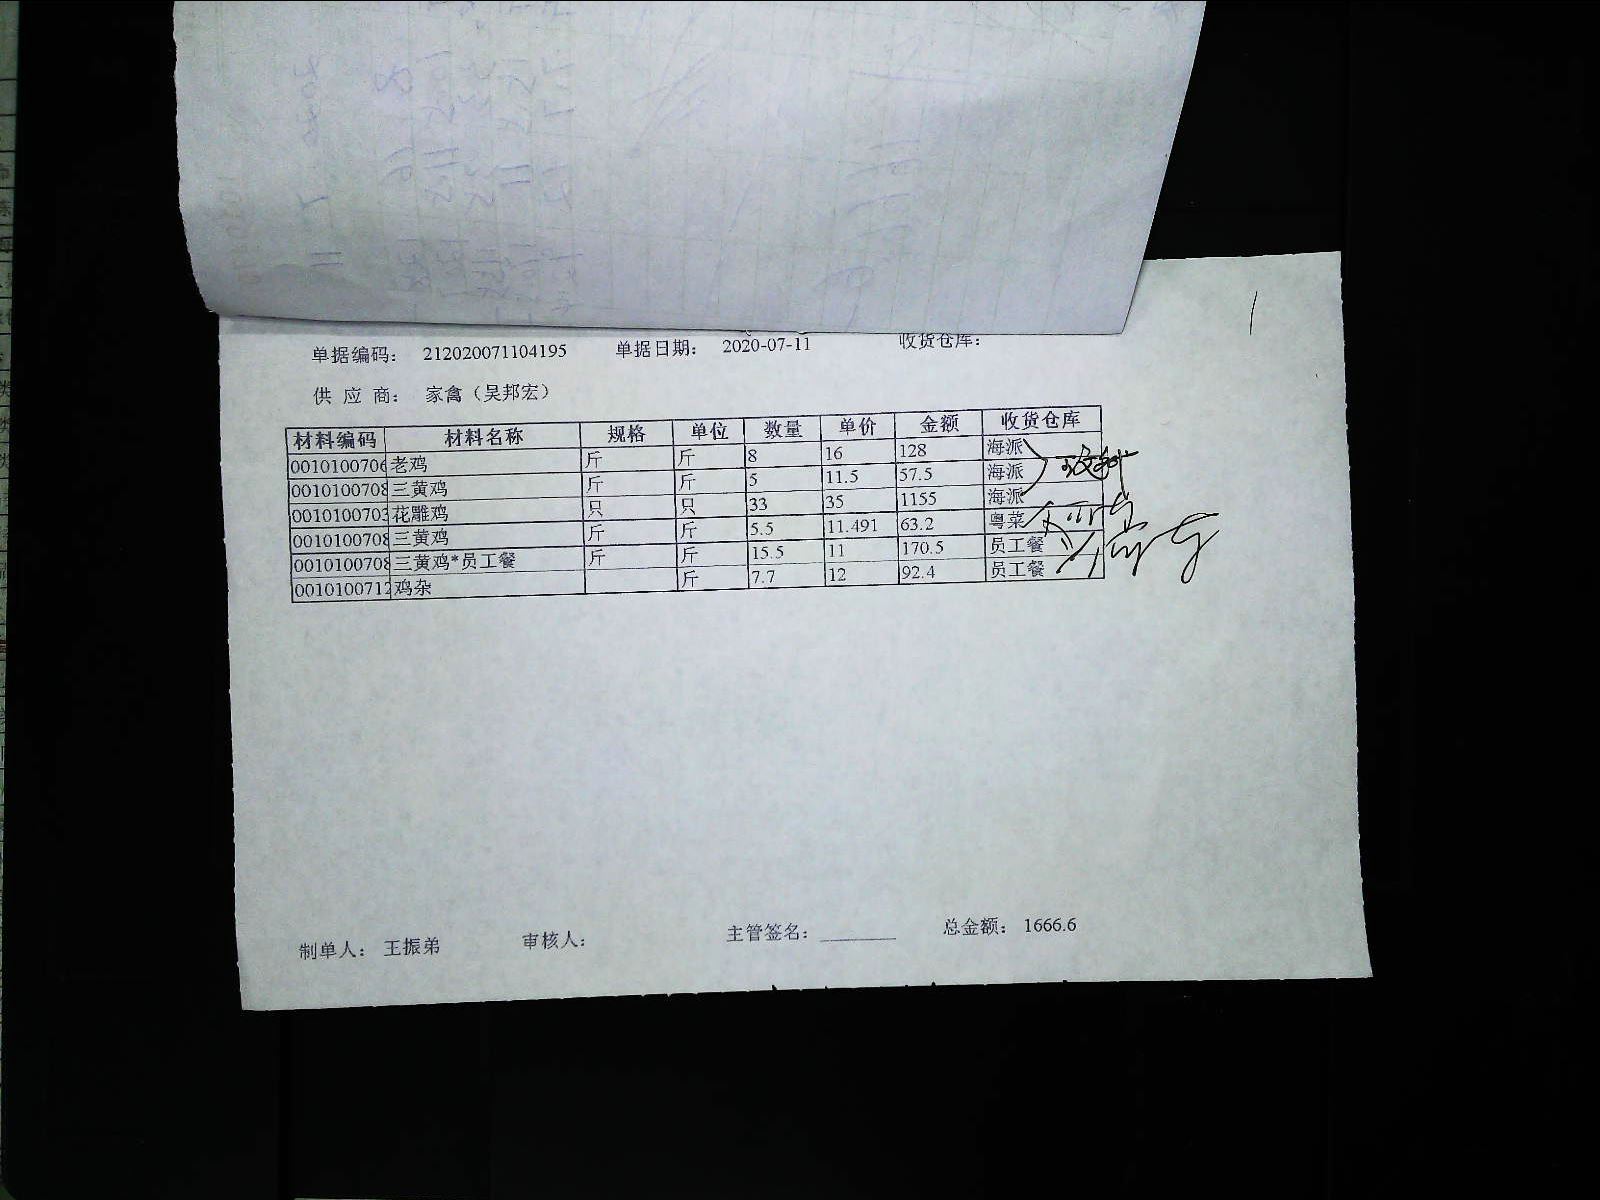 单据编码： 212020071104195 单据日期： 2020-07-11 收货仓库：
供 应 商： 家禽（吴邦宏）
材料编码 材料名称 规格 单位 数量 单价 金额 收货仓库
0010100706 老鸡 斤 斤 8 16 128 海派
0010100708 三黄鸡 斤 斤 5 11.5 57.5 海派
0010100703 花雕鸡 只 只 33 35 1155 海派
0010100708 三黄鸡 斤 斤 5.5 11.491 63.2 粤菜
0010100708 三黄鸡*员工餐 斤 斤 15.5 11 170.5 员工餐
0010100712 鸡杂 斤 7.7 12 92.4 员工餐
制单人： 王振弟 审核人： 主管签名： 总金额： 1666.6